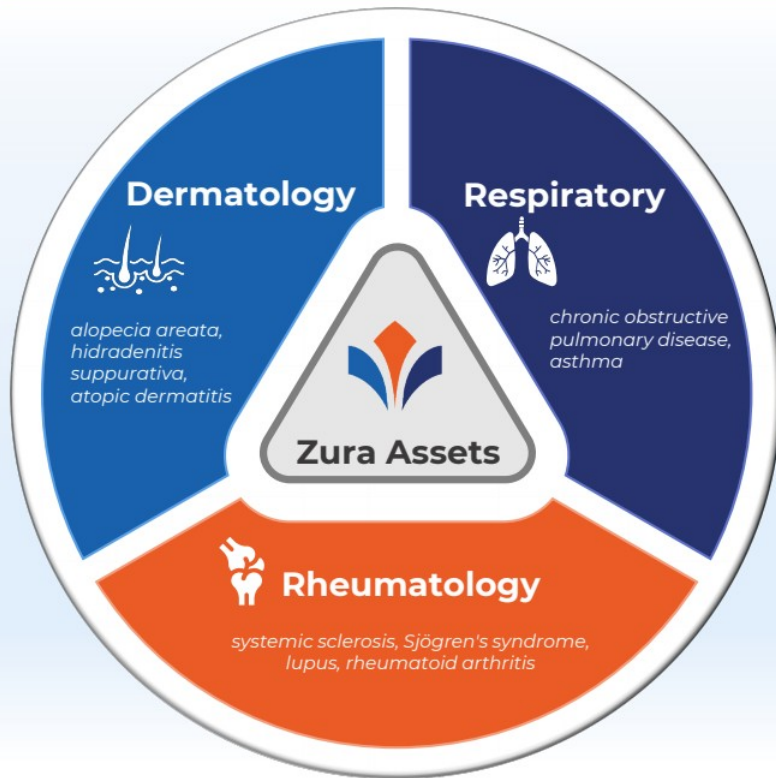 Dermatology
alopecia areata,
hidradenitis
suppurativa,
atopic dermatitis
Respiratory
chronic obstructive
pulmonary disease,
asthma
Zura Assets
Rheumatology
systemic sclerosis, Sjögren's syndrome,
lupus, rheumatoid arthritis